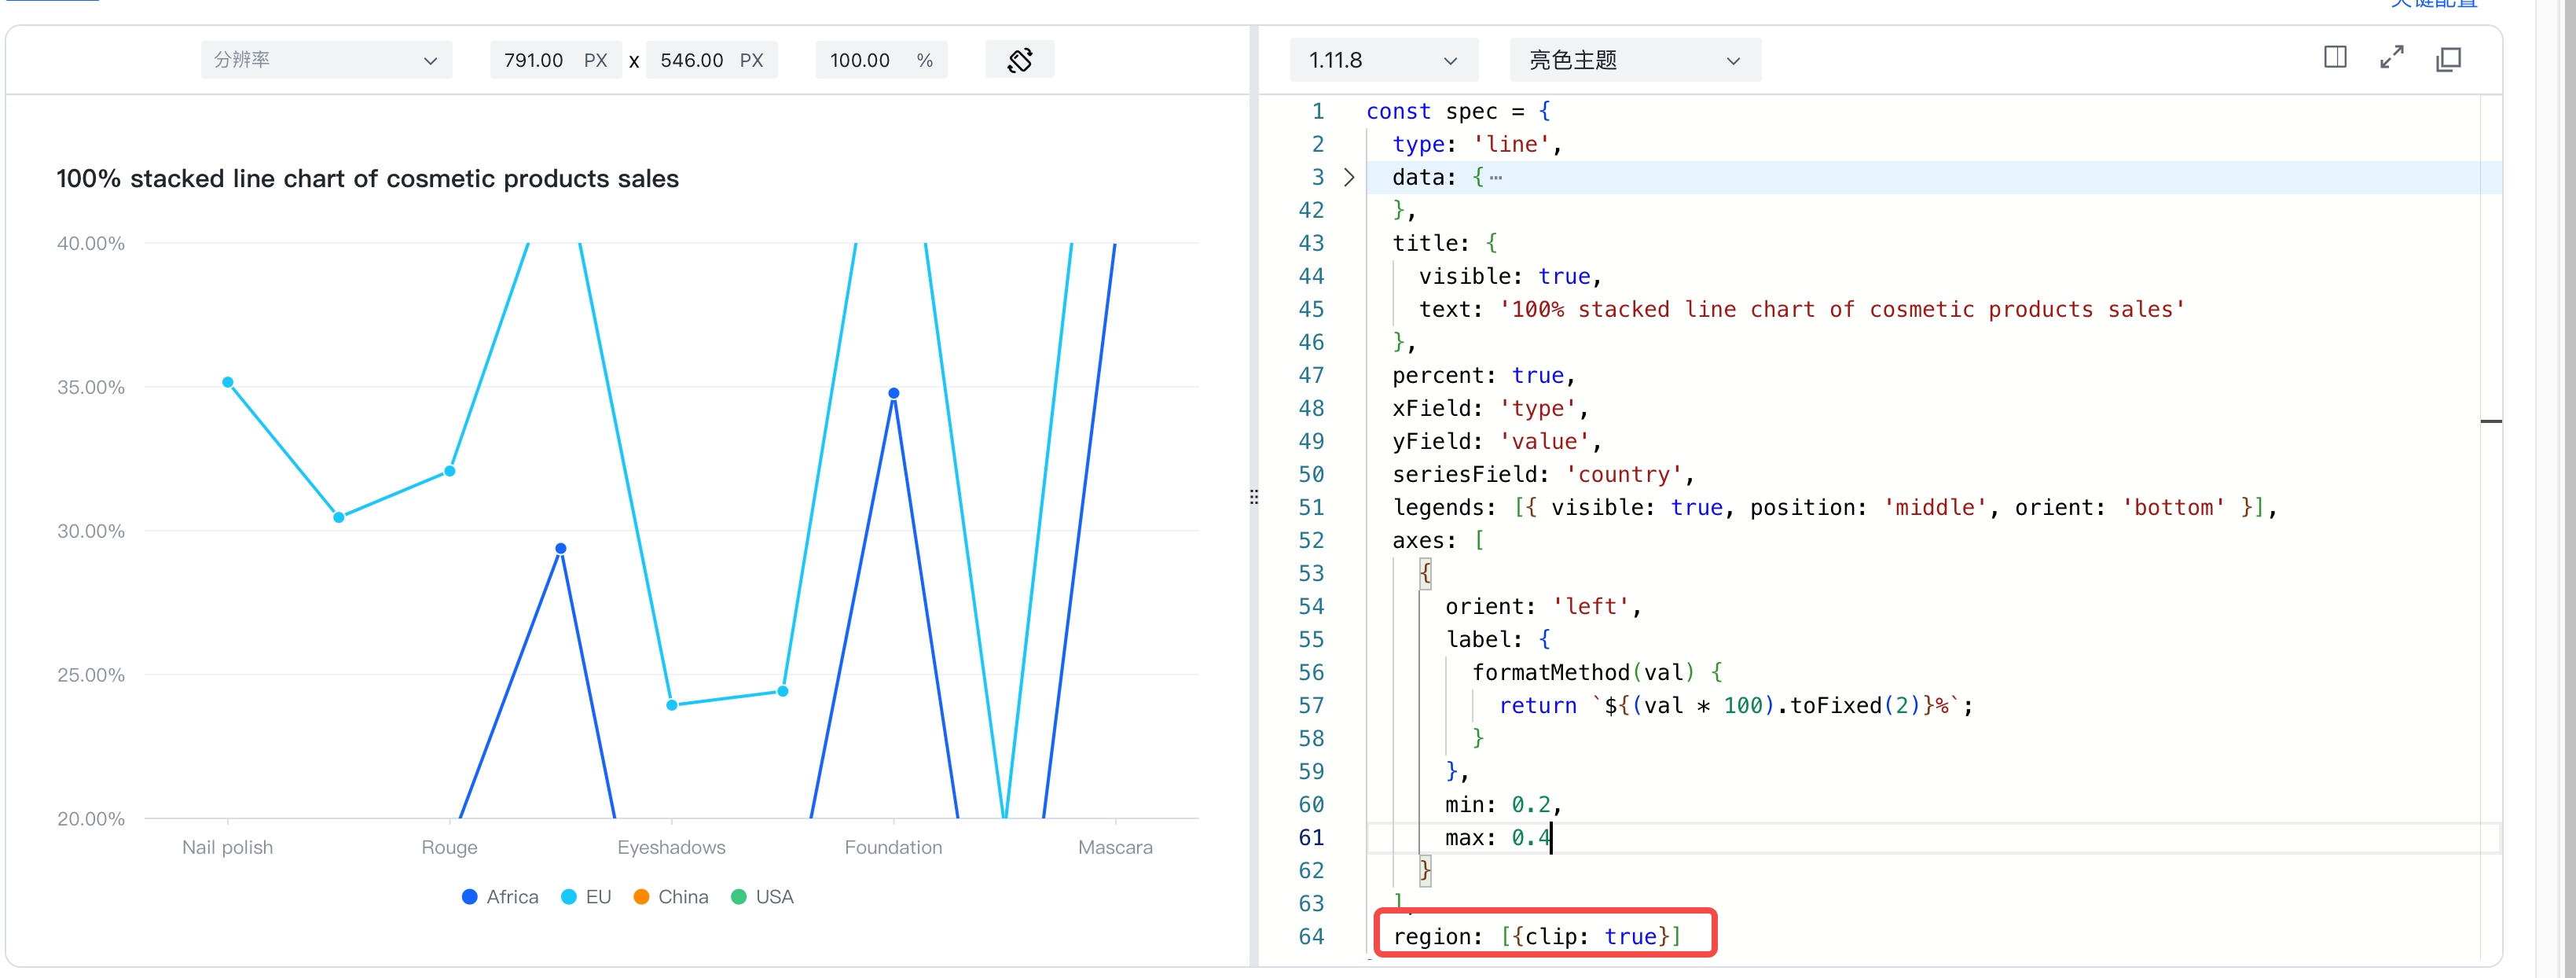 关键配置
分辨率
791.00 PX x 546.00 PX
100.00 %
1.11.8
亮色主题
100% stacked line chart of cosmetic products sales
40.00%
35.00%
30.00%
25.00%
20.00%
Nail polish Rouge Eyeshadows Foundation Mascara
Africa EU China USA
1 const spec = {
2 type: 'line',
3 data: { ⋯
42 },
43 title: {
44 visible: true,
45 text: '100% stacked line chart of cosmetic products sales'
46 },
47 percent: true,
48 xField: 'type',
49 yField: 'value',
50 seriesField: 'country',
51 legends: [{ visible: true, position: 'middle', orient: 'bottom' }],
52 axes: [
53 {
54 orient: 'left',
55 label: {
56 formatMethod(val) {
57 return `${(val * 100).toFixed(2)}%`;
58 }
59 },
60 min: 0.2,
61 max: 0.4
62 }
63 ],
64 region: [{clip: true}]